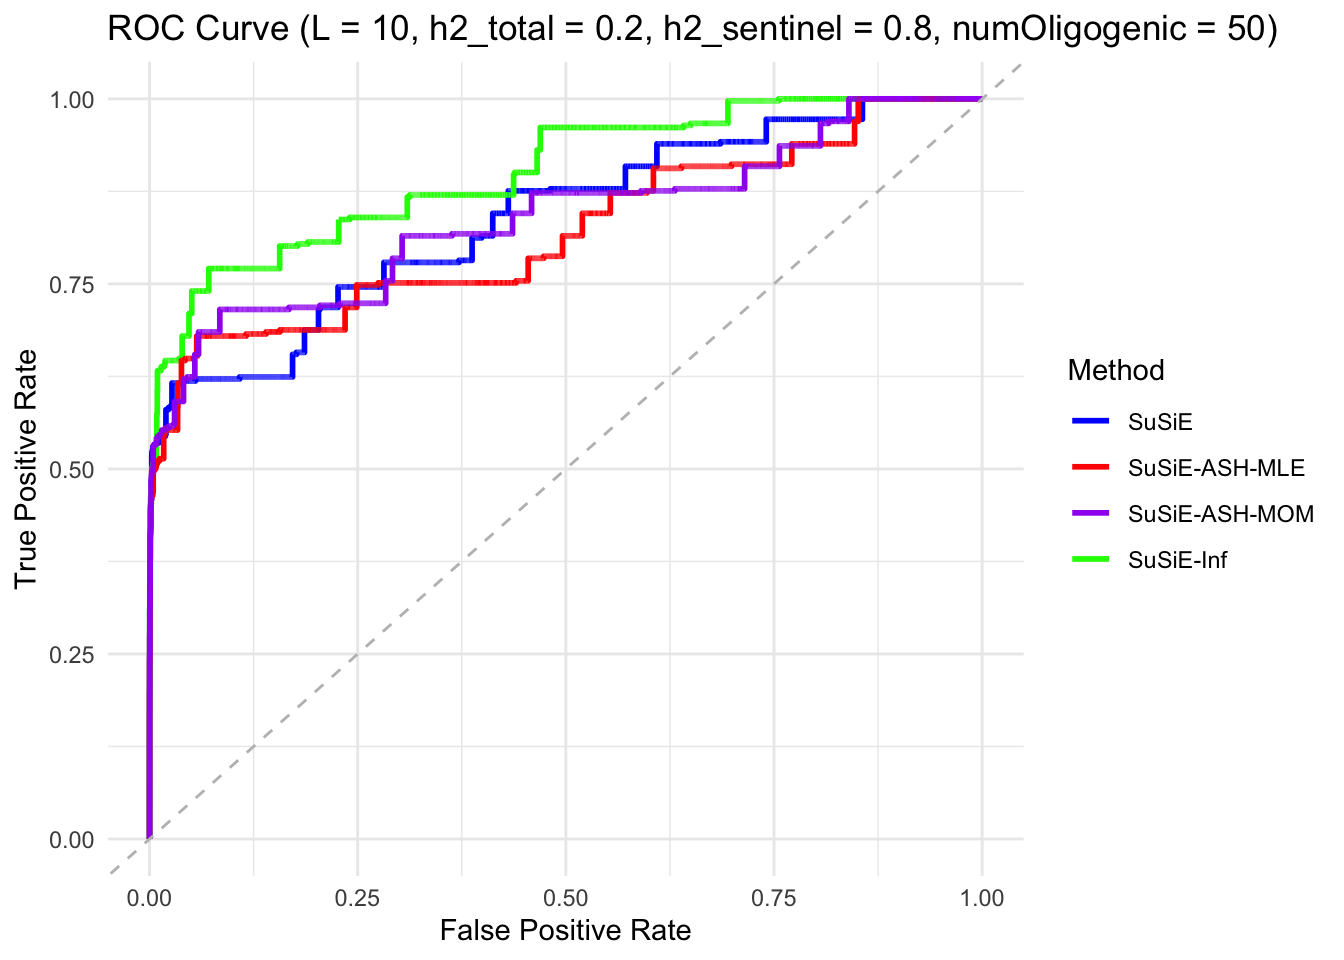 ROC Curve (L = 10, h2_total = 0.2, h2_sentinel = 0.8, numOligogenic = 50)
1.00
0.75
0.50
0.25
0.00
True Positive Rate
0.00 0.25 0.50 0.75 1.00
False Positive Rate
Method
SuSiE
SuSiE-ASH-MLE
SuSiE-ASH-MOM
SuSiE-Inf